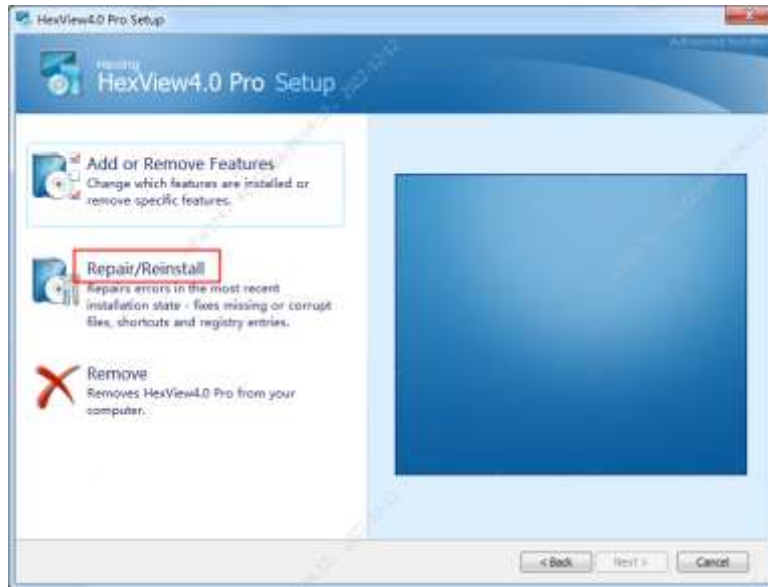 HexView4.0 Pro Setup
HexView4.0 Pro Setup
Add or Remove Features
Change which features are installed or
remove specific features.
Repair/Reinstall
Repairs errors in the most recent
installation state - fixes missing or corrupt
files, shortcuts and registry entries.
Remove
Removes HexView4.0 Pro from your
computer.
< Back
Next >
Cancel